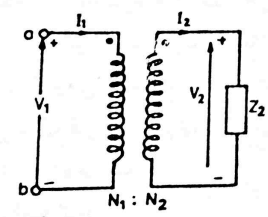 I₁ I₂
a +  +
V₁ V₂ Z₂
b − −
N₁ : N₂